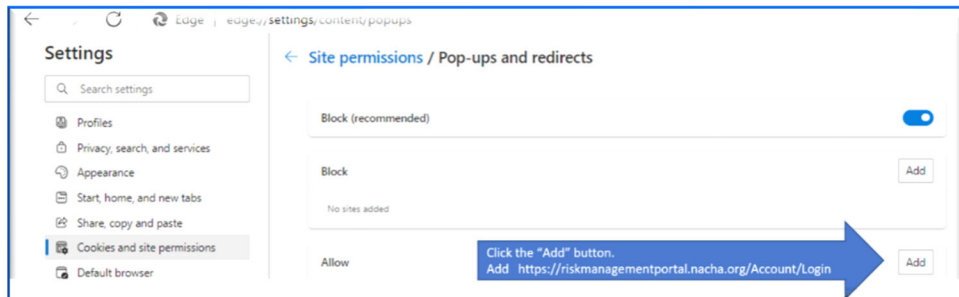 Edge | edge://settings/content/popups
Settings
← Site permissions / Pop-ups and redirects
Search settings
Block (recommended)
Profiles
Privacy, search, and services
Appearance
Block
Add
Start, home, and new tabs
No sites added
Share, copy and paste
Cookies and site permissions
Click the “Add” button.
Allow
Add https://riskmanagementportal.nacha.org/Account/Login
Add
Default browser